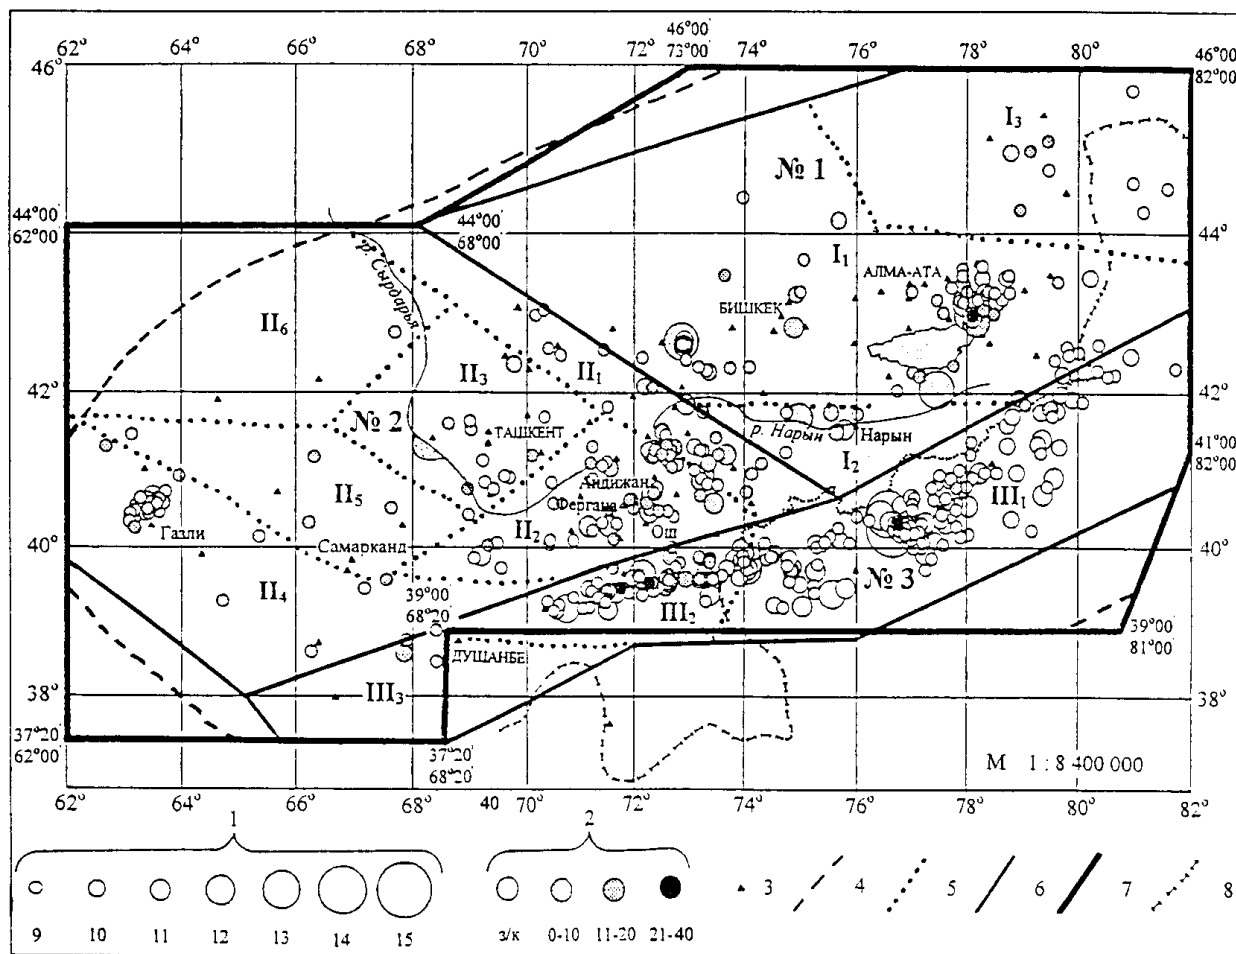 46°00'
62° 64° 66° 68° 70° 72° 73°00' 74° 76° 78° 80° 46°00'
46° 82°00'
I₃
№ 1
44°00' 44°00' 44°
62°00' 68°00'
р. Сырдарья
I₁
АЛМА-АТА
БИШКЕК
II₆
II₃ II₁
42° 42°
№ 2 ТАШКЕНТ р. Нарын Нарын
I₂ 41°00'
82°00'
Андижан
Фергана
II₅ II₂ Ош III₁
Газли
Самарканд
40° 40°
№ 3
II₄ 39°00'
68°20' III₂ 39°00'
81°00'
ДУШАНБЕ
38° III₃ 38°
37°20' 37°20'
62°00' 68°20'
М 1 : 8 400 000
62° 64° 66° 68° 40 70° 72° 74° 76° 78° 80° 82°
1 2
3 4 5 6 7 8
9 10 11 12 13 14 15 з/к 0-10 11-20 21-40